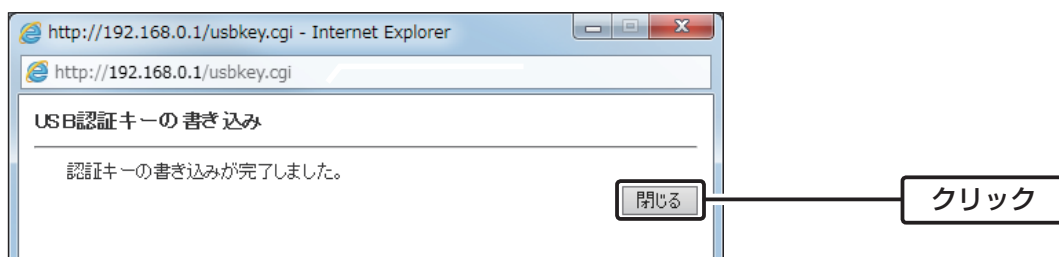 http://192.168.0.1/usbkey.cgi - Internet Explorer
http://192.168.0.1/usbkey.cgi
USB認証キーの書き込み
認証キーの書き込みが完了しました。
閉じる
クリック